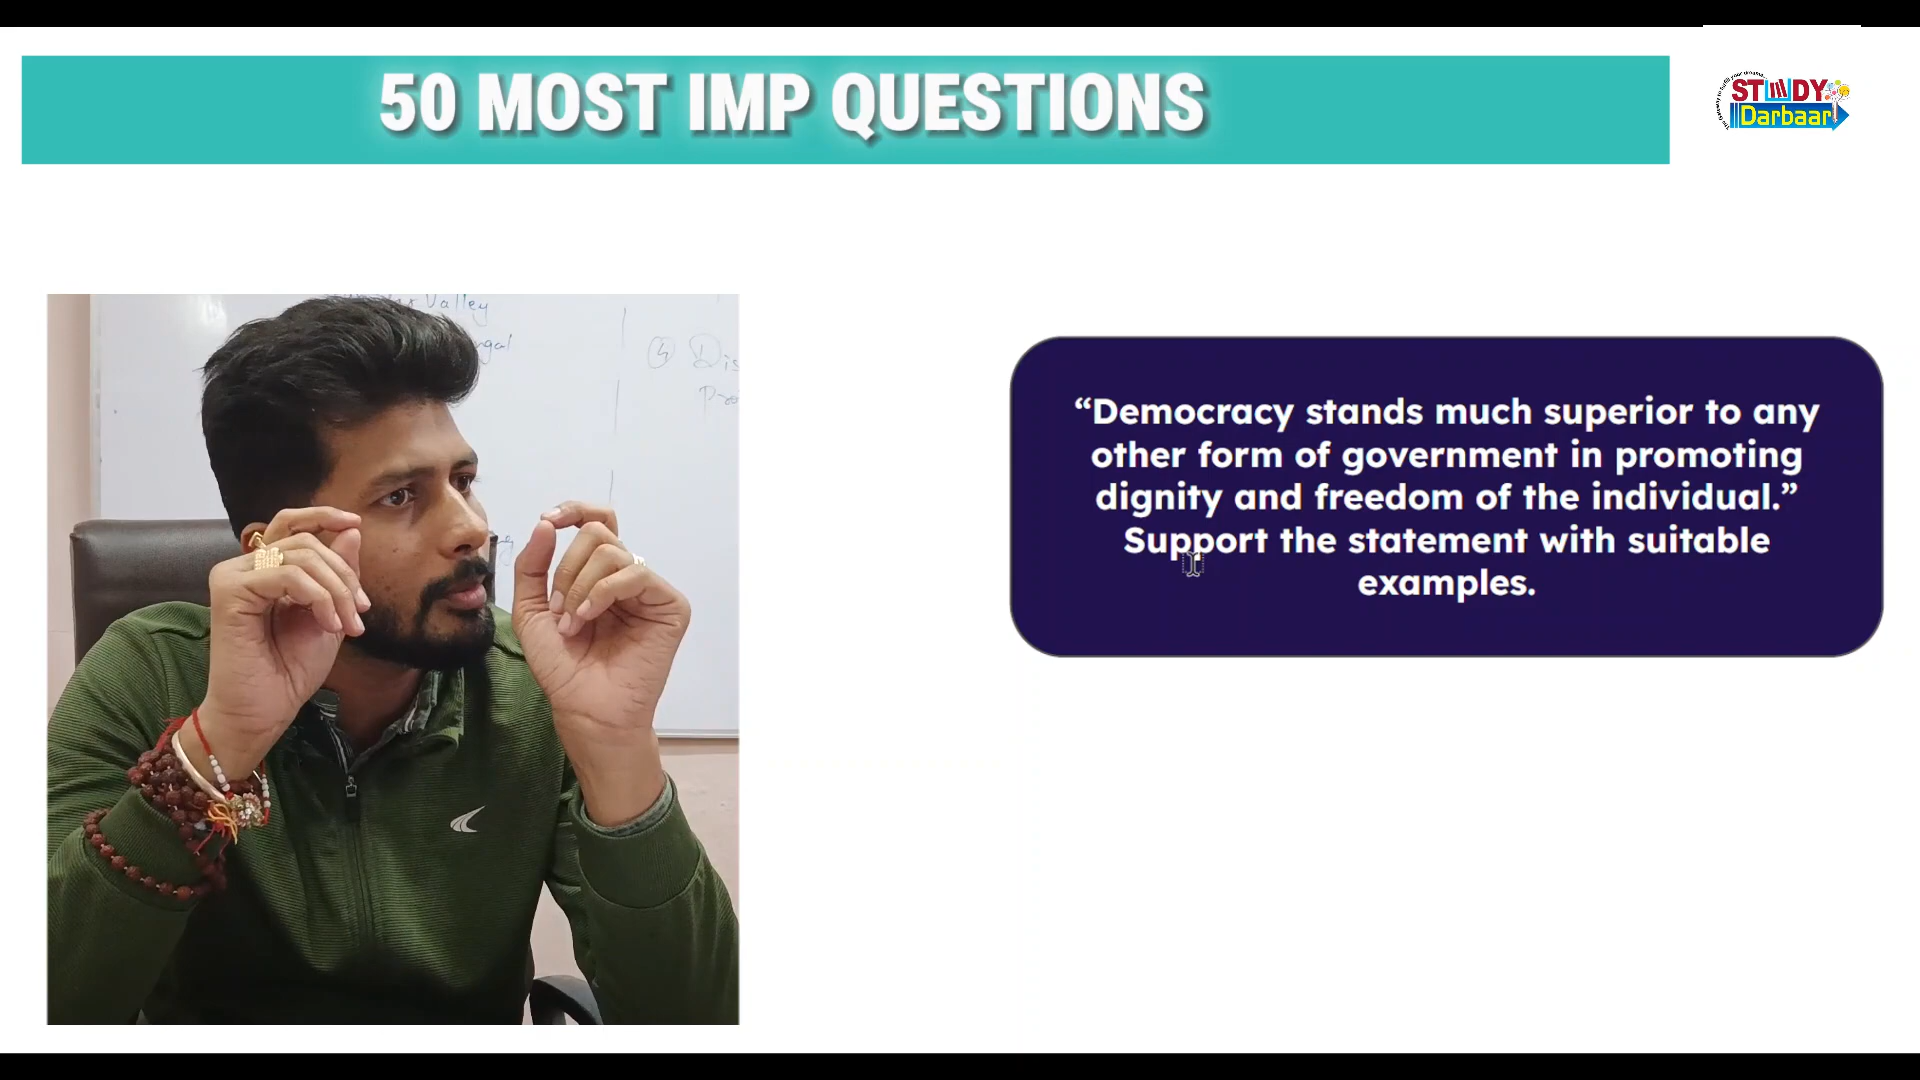 50 MOST IMP QUESTIONS
STUDY
Darbaar
Valley
“Democracy stands much superior to any
other form of government in promoting
dignity and freedom of the individual.”
Support the statement with suitable
examples.